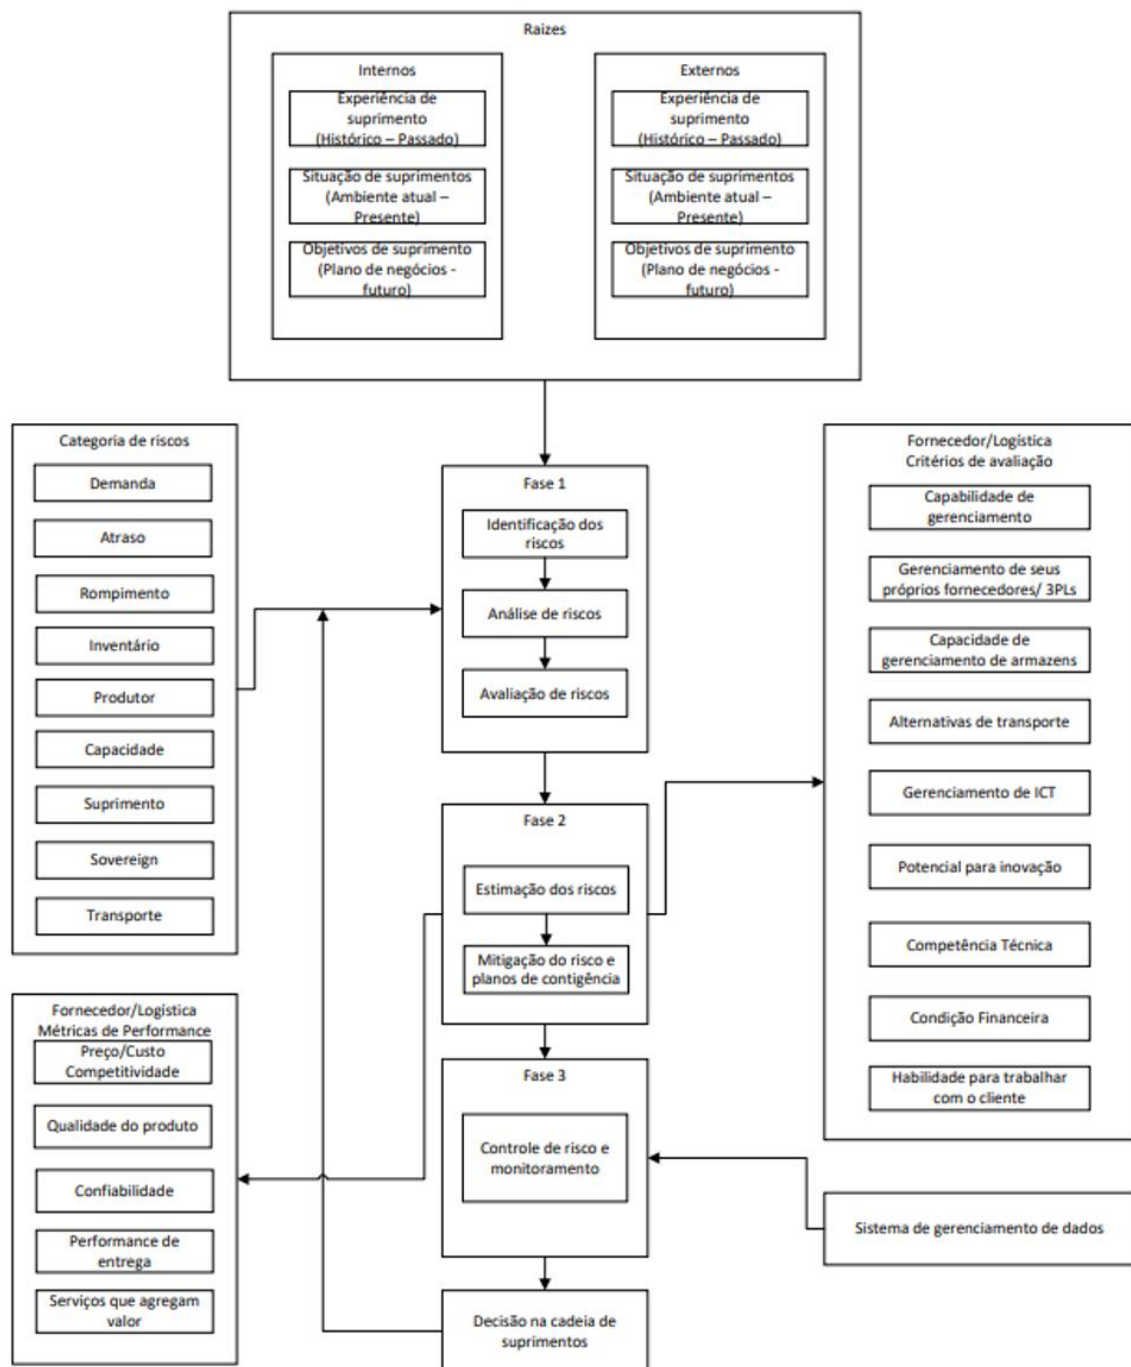 Raizes
Internos
Experiência de
suprimento
(Histórico – Passado)
Situação de suprimentos
(Ambiente atual –
Presente)
Objetivos de suprimento
(Plano de negócios -
futuro)
Externos
Experiência de
suprimento
(Histórico – Passado)
Situação de suprimentos
(Ambiente atual –
Presente)
Objetivos de suprimento
(Plano de negócios -
futuro)
Categoria de riscos
Demanda
Atraso
Rompimento
Inventário
Produtor
Capacidade
Suprimento
Sovereign
Transporte
Fornecedor/Logística
Métricas de Performance
Preço/Custo
Competitividade
Qualidade do produto
Confiabilidade
Performance de
entrega
Serviços que agregam
valor
Fase 1
Identificação dos
riscos
Análise de riscos
Avaliação de riscos
Fase 2
Estimação dos riscos
Mitigação do risco e
planos de contigência
Fase 3
Controle de risco e
monitoramento
Decisão na cadeia de
suprimentos
Fornecedor/Logística
Critérios de avaliação
Capabilidade de
gerenciamento
Gerenciamento de seus
próprios fornecedores/ 3PLs
Capacidade de
gerenciamento de armazens
Alternativas de transporte
Gerenciamento de ICT
Potencial para inovação
Competência Técnica
Condição Financeira
Habilidade para trabalhar
com o cliente
Sistema de gerenciamento de dados